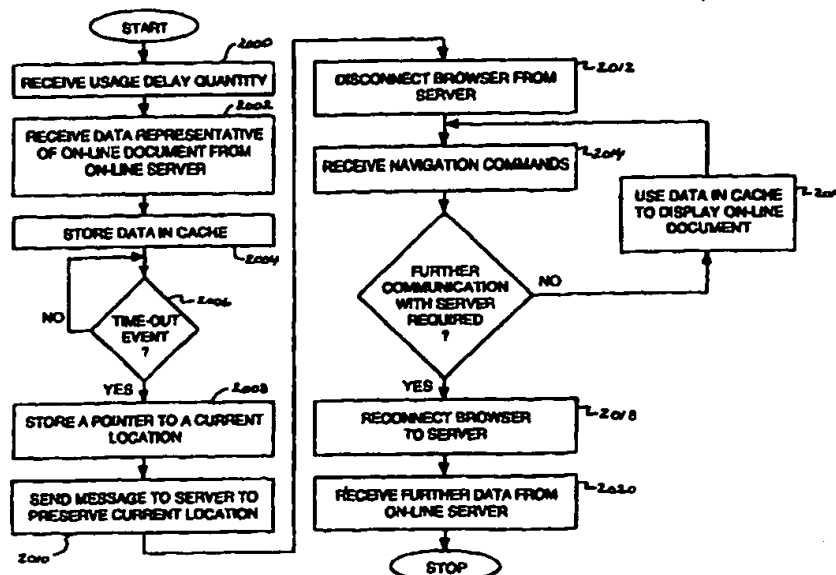 START
2000
RECEIVE USAGE DELAY QUANTITY
2002
RECEIVE DATA REPRESENTATIVE
OF ON-LINE DOCUMENT FROM
ON-LINE SERVER
STORE DATA IN CACHE
2004
2006
NO
TIME-OUT
EVENT
?
YES
2008
STORE A POINTER TO A CURRENT
LOCATION
SEND MESSAGE TO SERVER TO
PRESERVE CURRENT LOCATION
2010
DISCONNECT BROWSER FROM
SERVER
2012
RECEIVE NAVIGATION COMMANDS
2014
USE DATA IN CACHE
TO DISPLAY ON-LINE
DOCUMENT
FURTHER
COMMUNICATION
WITH SERVER
REQUIRED
?
NO
YES
RECONNECT BROWSER
TO SERVER
2018
RECEIVE FURTHER DATA FROM
ON-LINE SERVER
2020
STOP